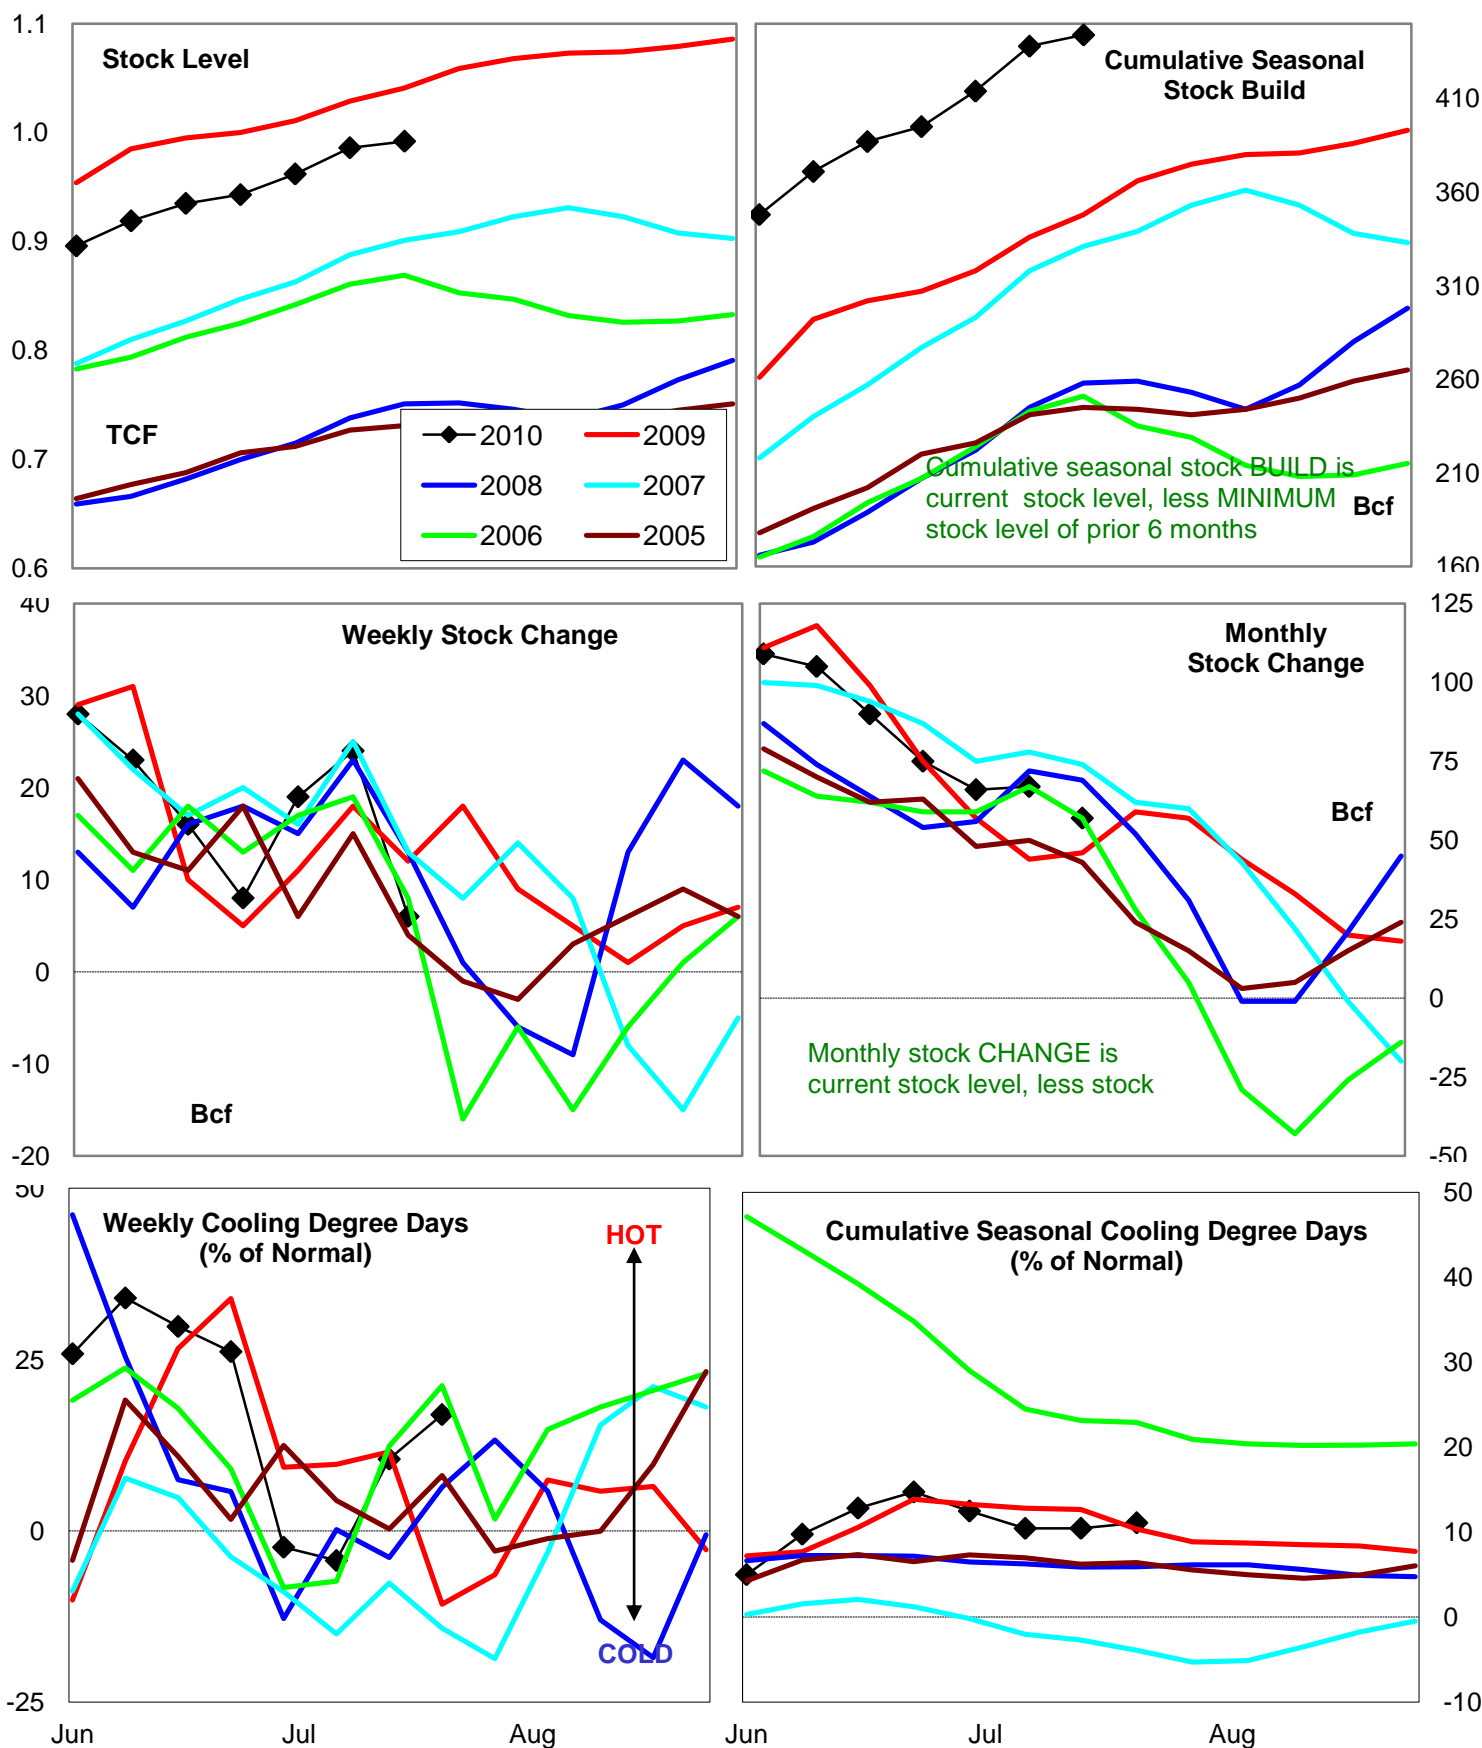 1.1
1.0
0.9
0.8
0.7
0.6
Stock Level
TCF
2010
2009
2008
2007
2006
2005
Cumulative Seasonal
Stock Build
410
360
310
260
210
160
Cumulative seasonal stock BUILD is
current stock level, less MINIMUM
stock level of prior 6 months
Bcf
40
30
20
10
0
-10
-20
Weekly Stock Change
Bcf
Monthly
Stock Change
125
100
75
50
25
0
-25
-50
Bcf
Monthly stock CHANGE is
current stock level, less stock
50
25
0
-25
Weekly Cooling Degree Days
(% of Normal)
HOT
COLD
Jun
Jul
Aug
Cumulative Seasonal Cooling Degree Days
(% of Normal)
50
40
30
20
10
0
-10
Jun
Jul
Aug